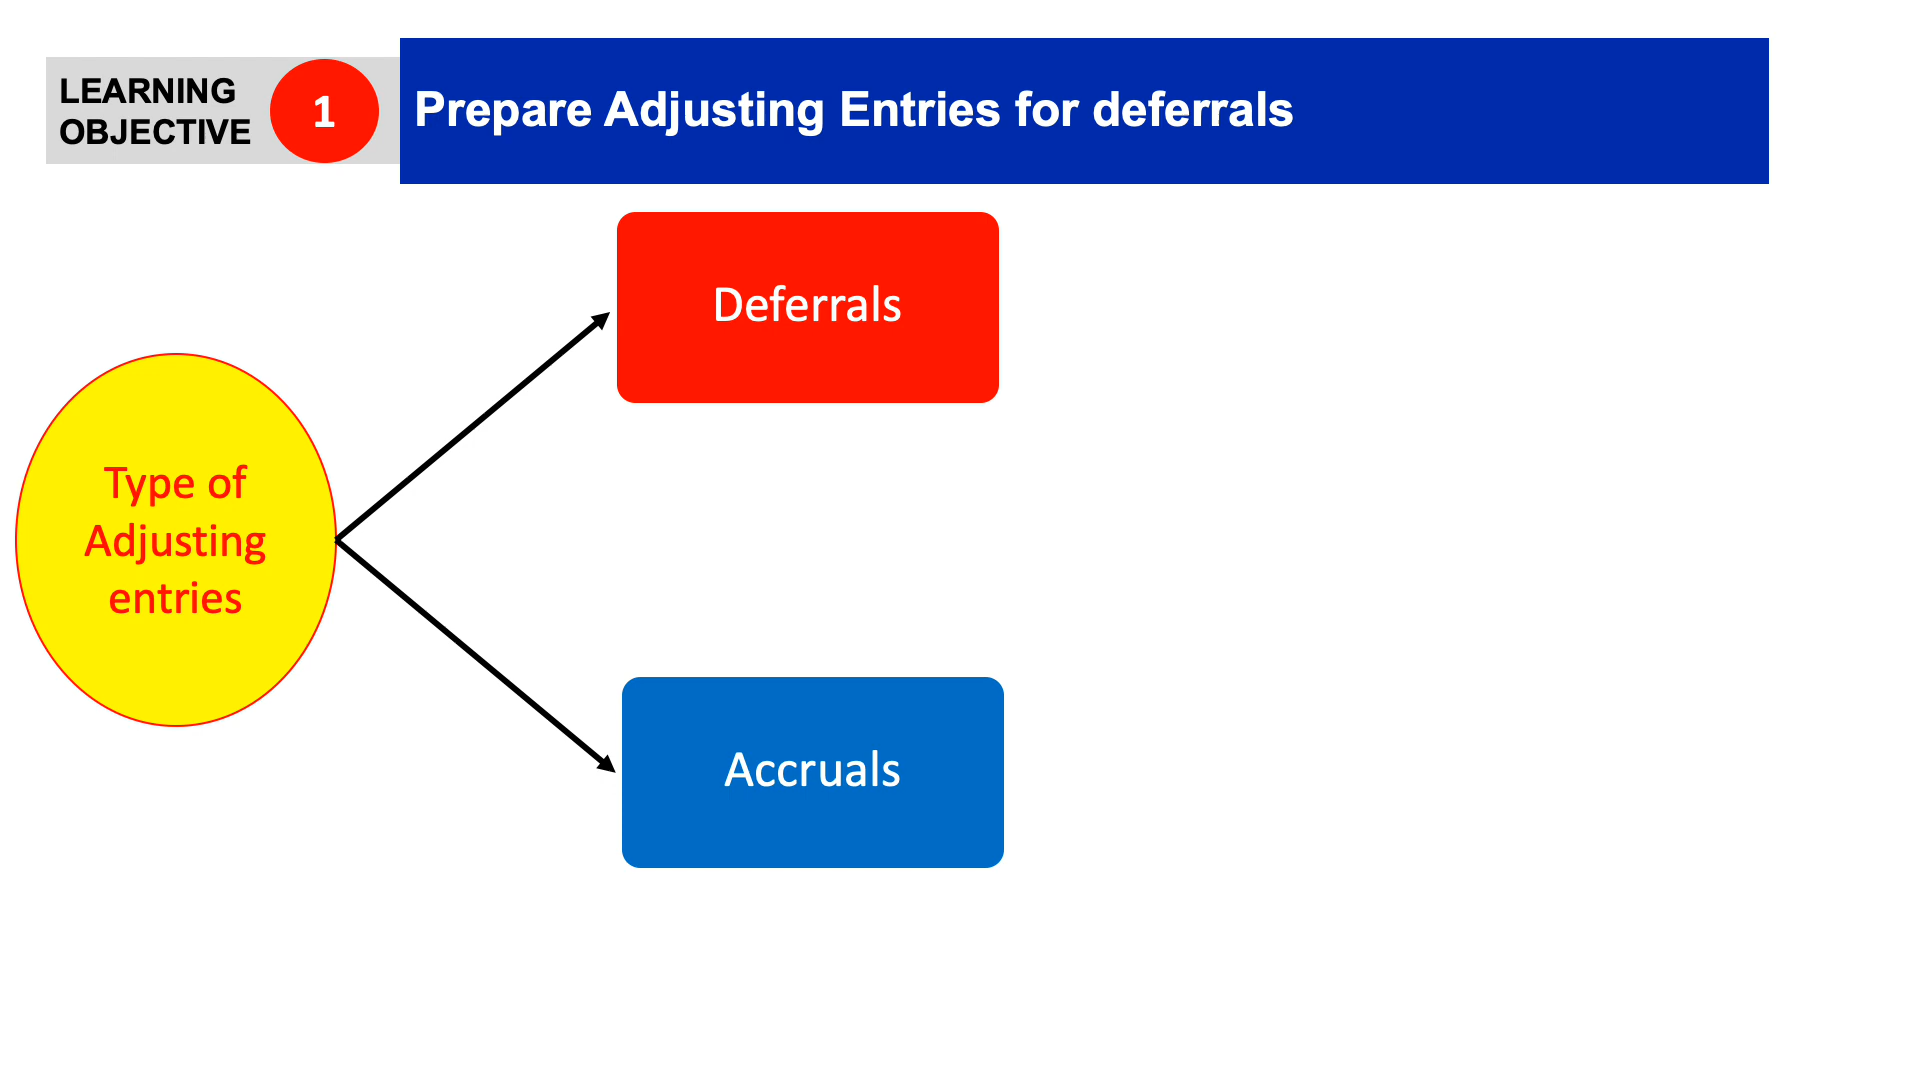 LEARNING
OBJECTIVE
1
Prepare Adjusting Entries for deferrals
Deferrals
Type of
Adjusting
entries
Accruals